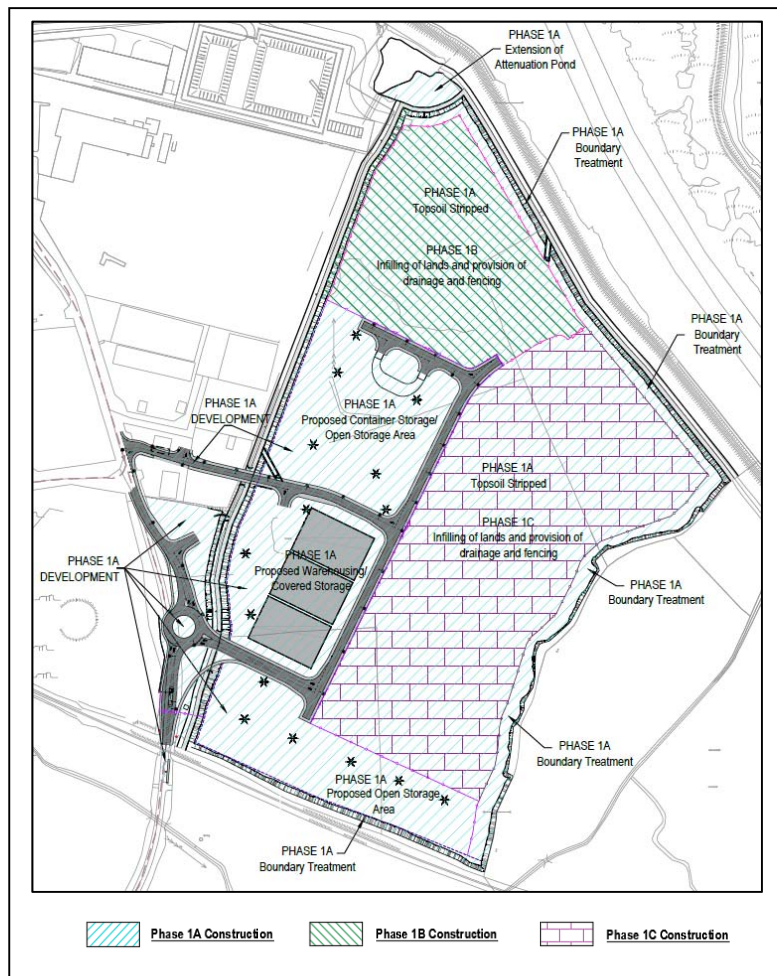 PHASE 1A
Extension of
Attenuation Pond
PHASE 1A
Boundary
Treatment
PHASE 1A
Topsoil Stripped
PHASE 1B
Infilling of lands and provision of
drainage and fencing
PHASE 1A
Boundary
Treatment
PHASE 1A
DEVELOPMENT
PHASE 1A
Proposed Container Storage/
Open Storage Area
PHASE 1A
Topsoil Stripped
PHASE 1C
Infilling of lands and provision of
drainage and fencing
PHASE 1A
DEVELOPMENT
PHASE 1A
Proposed Warehousing/
Covered Storage
PHASE 1A
Boundary Treatment
PHASE 1A
Boundary Treatment
PHASE 1A
Proposed Open Storage
Area
PHASE 1A
Boundary Treatment
Phase 1A Construction
Phase 1B Construction
Phase 1C Construction